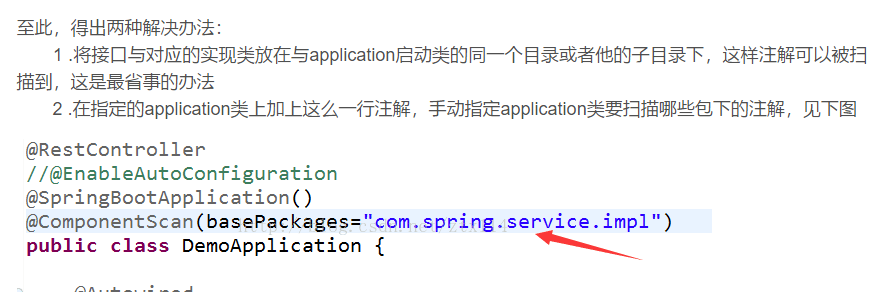 至此，得出两种解决办法：
1 .将接口与对应的实现类放在与application启动类的同一个目录或者他的子目录下，这样注解可以被扫
描到，这是最省事的办法
2 .在指定的application类上加上这么一行注解，手动指定application类要扫描哪些包下的注解，见下图
@RestController
//@EnableAutoConfiguration
@SpringBootApplication()
@ComponentScan(basePackages="com.spring.service.impl")
public class DemoApplication {
@Autowired